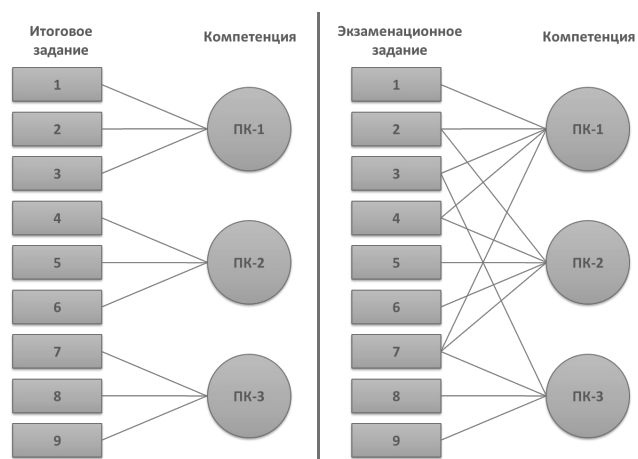 Итоговое
задание
Компетенция
1
2
3
4
5
6
7
8
9
ПК-1
ПК-2
ПК-3
Экзаменационное
задание
Компетенция
1
2
3
4
5
6
7
8
9
ПК-1
ПК-2
ПК-3